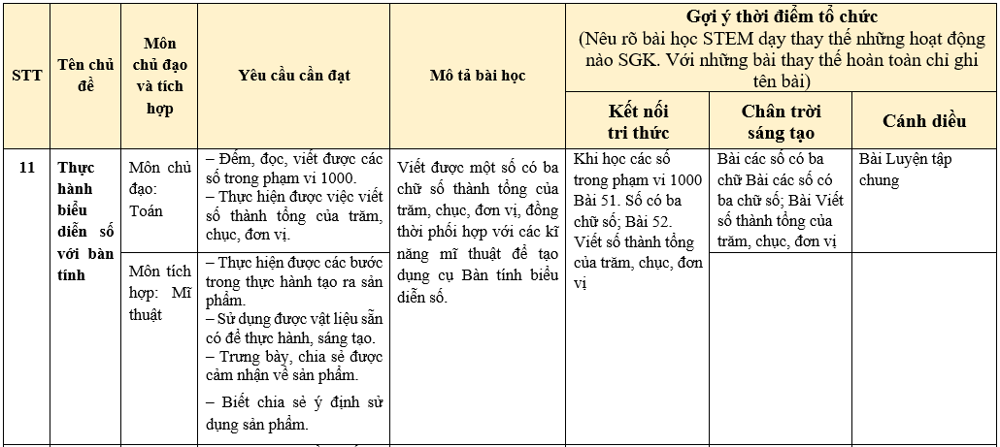 STT
Tên chủ
đề
Môn
chủ đạo
và tích
hợp
Yêu cầu cần đạt
Mô tả bài học
Gợi ý thời điểm tổ chức
(Nêu rõ bài học STEM dạy thay thế những hoạt động
nào SGK. Với những bài thay thế hoàn toàn chỉ ghi
tên bài)
Kết nối
tri thức
Chân trời
sáng tạo
Cánh diều
11
Thực
hành
biểu
diễn số
với bàn
tính
Môn chủ
đạo:
Toán
– Đếm, đọc, viết được các
số trong phạm vi 1000.
– Thực hiện được việc viết
số thành tổng của trăm,
chục, đơn vị.
Viết được một số có ba
chữ số thành tổng của
trăm, chục, đơn vị, đồng
thời phối hợp với các kĩ
năng mĩ thuật để tạo
dụng cụ Bàn tính biểu
diễn số.
Khi học các số
trong phạm vi 1000
Bài 51. Số có ba
chữ số; Bài 52.
Viết số thành tổng
của trăm, chục, đơn
vị
Bài các số có ba
chữ Bài các số có
ba chữ số; Bài Viết
số thành tổng của
trăm, chục, đơn vị
Bài Luyện tập
chung
Môn tích
hợp: Mĩ
thuật
– Thực hiện được các bước
trong thực hành tạo ra sản
phẩm.
– Sử dụng được vật liệu sẵn
có để thực hành, sáng tạo.
– Trưng bày, chia sẻ được
cảm nhận về sản phẩm.
– Biết chia sẻ ý định sử
dụng sản phẩm.